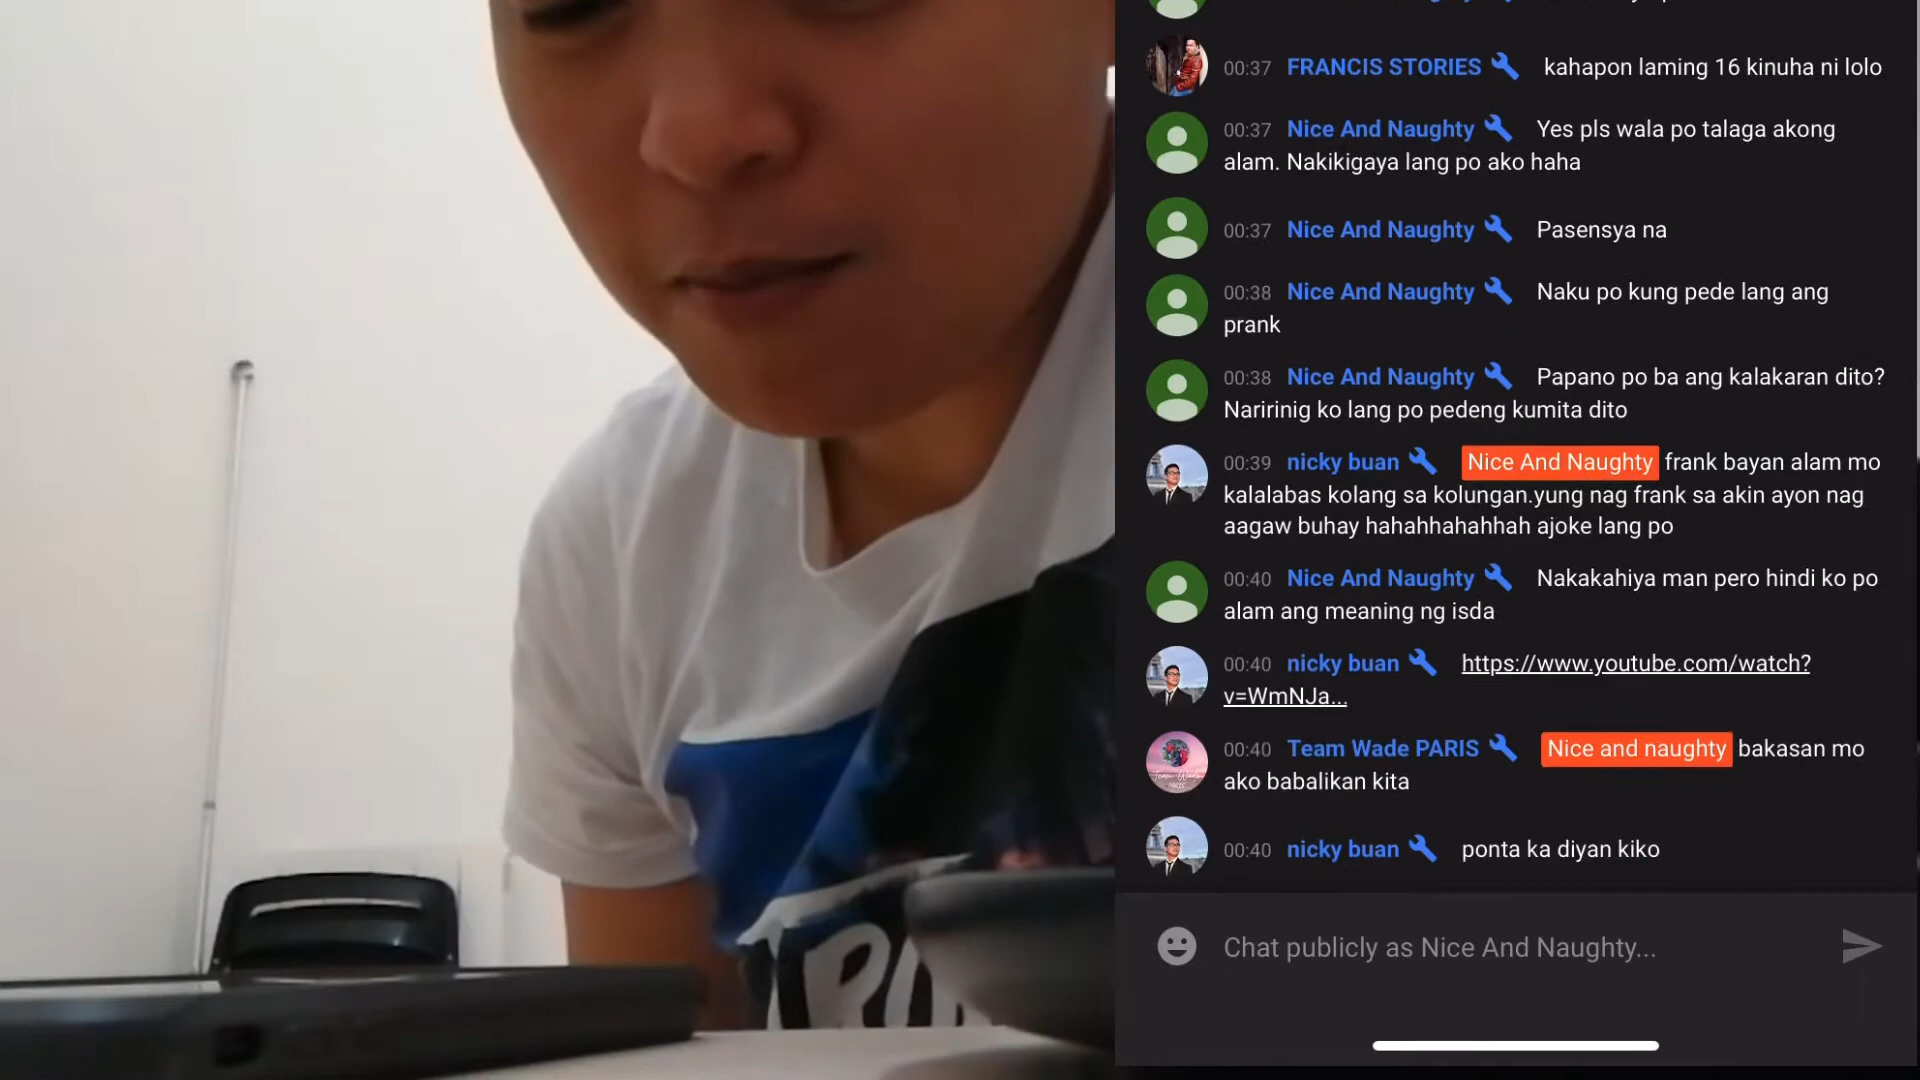 00:37 FRANCIS STORIES kahapon laming 16 kinuha ni lolo
00:37 Nice And Naughty Yes pls wala po talaga akong
alam. Nakikigaya lang po ako haha
00:37 Nice And Naughty Pasensya na
00:38 Nice And Naughty Naku po kung pede lang ang
prank
00:38 Nice And Naughty Papano po ba ang kalakaran dito?
Naririnig ko lang po pedeng kumita dito
00:39 nicky buan Nice And Naughty frank bayan alam mo
kalalabas kolang sa kolungan.yung nag frank sa akin ayon nag
aagaw buhay hahahhahahhah ajoke lang po
00:40 Nice And Naughty Nakakahiya man pero hindi ko po
alam ang meaning ng isda
00:40 nicky buan https://www.youtube.com/watch?
v=WmNJa...
00:40 Team Wade PARIS Nice and naughty bakasan mo
ako babalikan kita
00:40 nicky buan ponta ka diyan kiko
Chat publicly as Nice And Naughty...